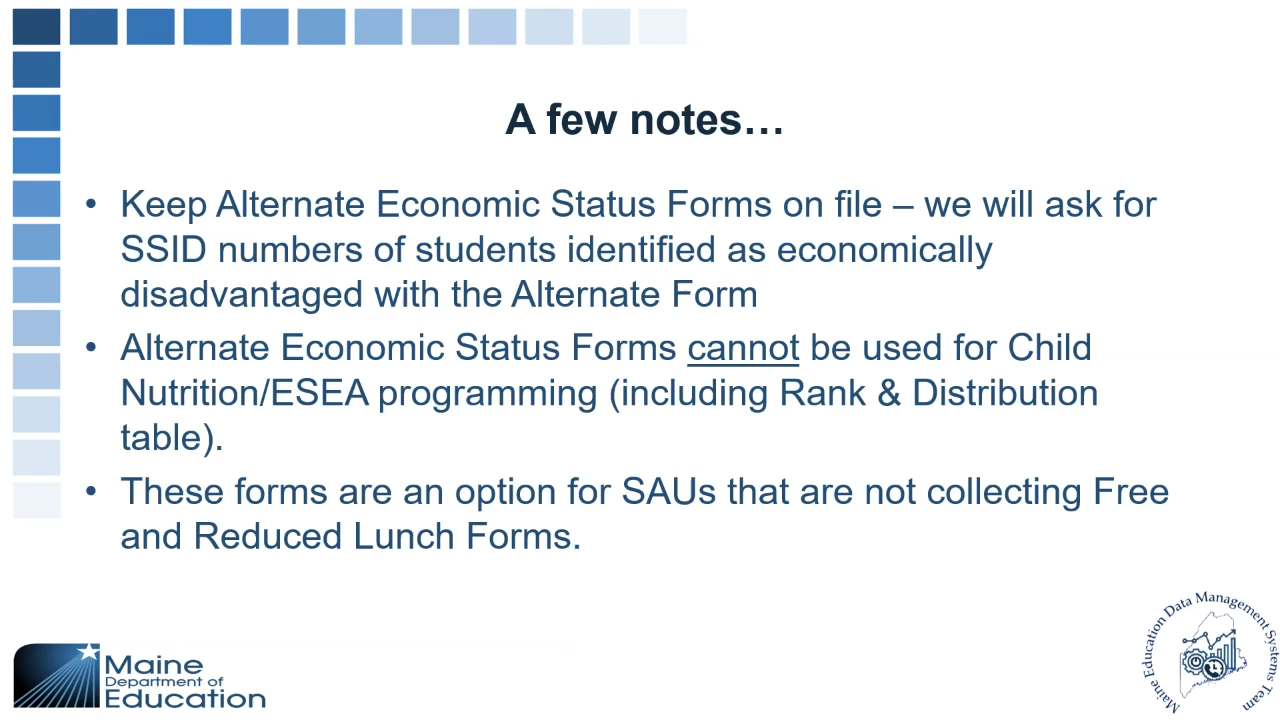 A few notes…
• Keep Alternate Economic Status Forms on file – we will ask for
SSID numbers of students identified as economically
disadvantaged with the Alternate Form
• Alternate Economic Status Forms cannot be used for Child
Nutrition/ESEA programming (including Rank & Distribution
table).
• These forms are an option for SAUs that are not collecting Free
and Reduced Lunch Forms.
Maine
Department of
Education
Maine Education Data Management Systems Team